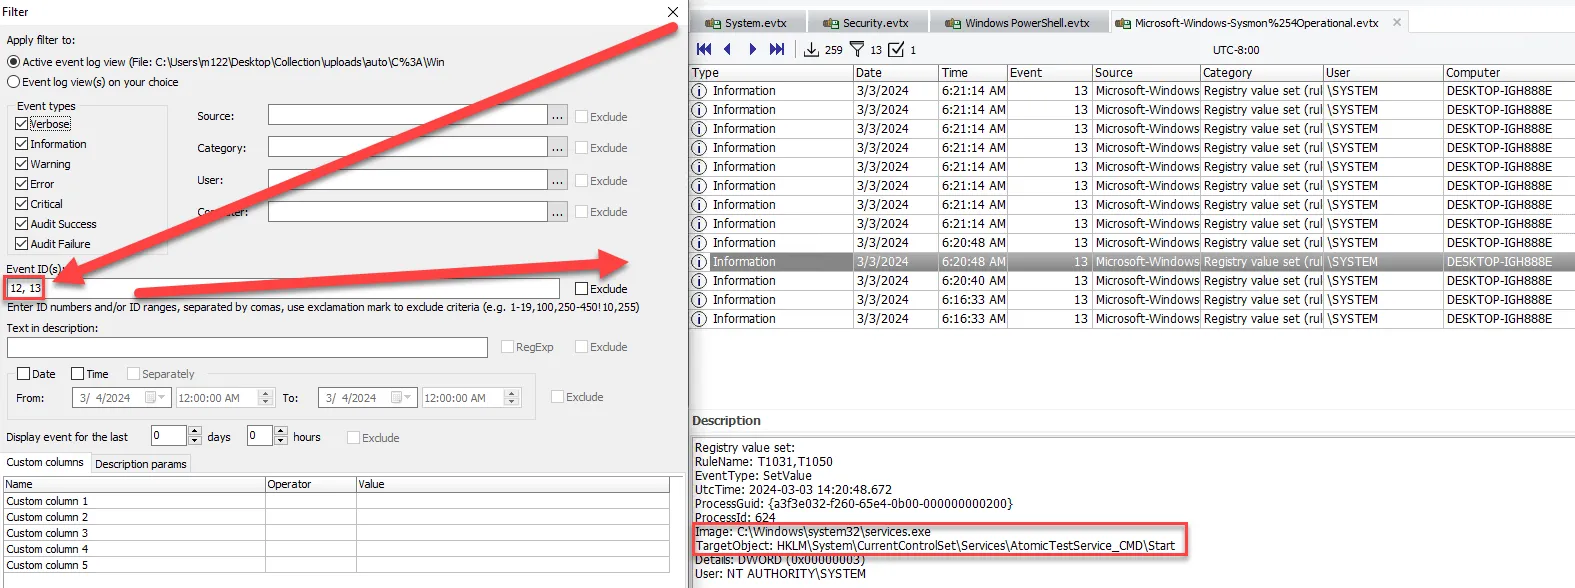 Filter
Apply filter to:
Active event log view (File: C:\Users\m122\Desktop\Collection\uploads\auto\C%3A\Win
Event log view(s) on your choice
Event types
Verbose
Information
Warning
Error
Critical
Audit Success
Audit Failure
Source: ... Exclude
Category: ... Exclude
User: ... Exclude
Computer: ... Exclude
Event ID(s):
12, 13
Exclude
Enter ID numbers and/or ID ranges, separated by comas, use exclamation mark to exclude criteria (e.g. 1-19,100,250-450!10,255)
Text in description:
RegExp Exclude
Date Time Separately
From: 3/ 4/2024 12:00:00 AM To: 3/ 4/2024 12:00:00 AM Exclude
Display event for the last 0 days 0 hours Exclude
Custom columns Description params
Name Operator Value
Custom column 1
Custom column 2
Custom column 3
Custom column 4
Custom column 5
System.evtx Security.evtx Windows PowerShell.evtx Microsoft-Windows-Sysmon%254Operational.evtx
259 13 1 UTC-8:00
Type Date Time Event Source Category User Computer
Information 3/3/2024 6:21:14 AM 13 Microsoft-Windows- Registry value set (rul \SYSTEM DESKTOP-IGH888E
Information 3/3/2024 6:21:14 AM 13 Microsoft-Windows- Registry value set (rul \SYSTEM DESKTOP-IGH888E
Information 3/3/2024 6:21:14 AM 13 Microsoft-Windows- Registry value set (rul \SYSTEM DESKTOP-IGH888E
Information 3/3/2024 6:21:14 AM 13 Microsoft-Windows- Registry value set (rul \SYSTEM DESKTOP-IGH888E
Information 3/3/2024 6:21:14 AM 13 Microsoft-Windows- Registry value set (rul \SYSTEM DESKTOP-IGH888E
Information 3/3/2024 6:21:14 AM 13 Microsoft-Windows- Registry value set (rul \SYSTEM DESKTOP-IGH888E
Information 3/3/2024 6:21:14 AM 13 Microsoft-Windows- Registry value set (rul \SYSTEM DESKTOP-IGH888E
Information 3/3/2024 6:21:14 AM 13 Microsoft-Windows- Registry value set (rul \SYSTEM DESKTOP-IGH888E
Information 3/3/2024 6:20:48 AM 13 Microsoft-Windows- Registry value set (rul \SYSTEM DESKTOP-IGH888E
Information 3/3/2024 6:20:48 AM 13 Microsoft-Windows- Registry value set (rul \SYSTEM DESKTOP-IGH888E
Information 3/3/2024 6:20:40 AM 13 Microsoft-Windows- Registry value set (rul \SYSTEM DESKTOP-IGH888E
Information 3/3/2024 6:16:33 AM 13 Microsoft-Windows- Registry value set (rul \SYSTEM DESKTOP-IGH888E
Information 3/3/2024 6:16:33 AM 13 Microsoft-Windows- Registry value set (rul \SYSTEM DESKTOP-IGH888E
Description
Registry value set:
RuleName: T1031,T1050
EventType: SetValue
UtcTime: 2024-03-03 14:20:48.672
ProcessGuid: {a3f3e032-f260-65e4-0b00-000000000200}
ProcessId: 624
Image: C:\Windows\system32\services.exe
TargetObject: HKLM\System\CurrentControlSet\Services\AtomicTestService_CMD\Start
Details: DWORD (0x00000003)
User: NT AUTHORITY\SYSTEM